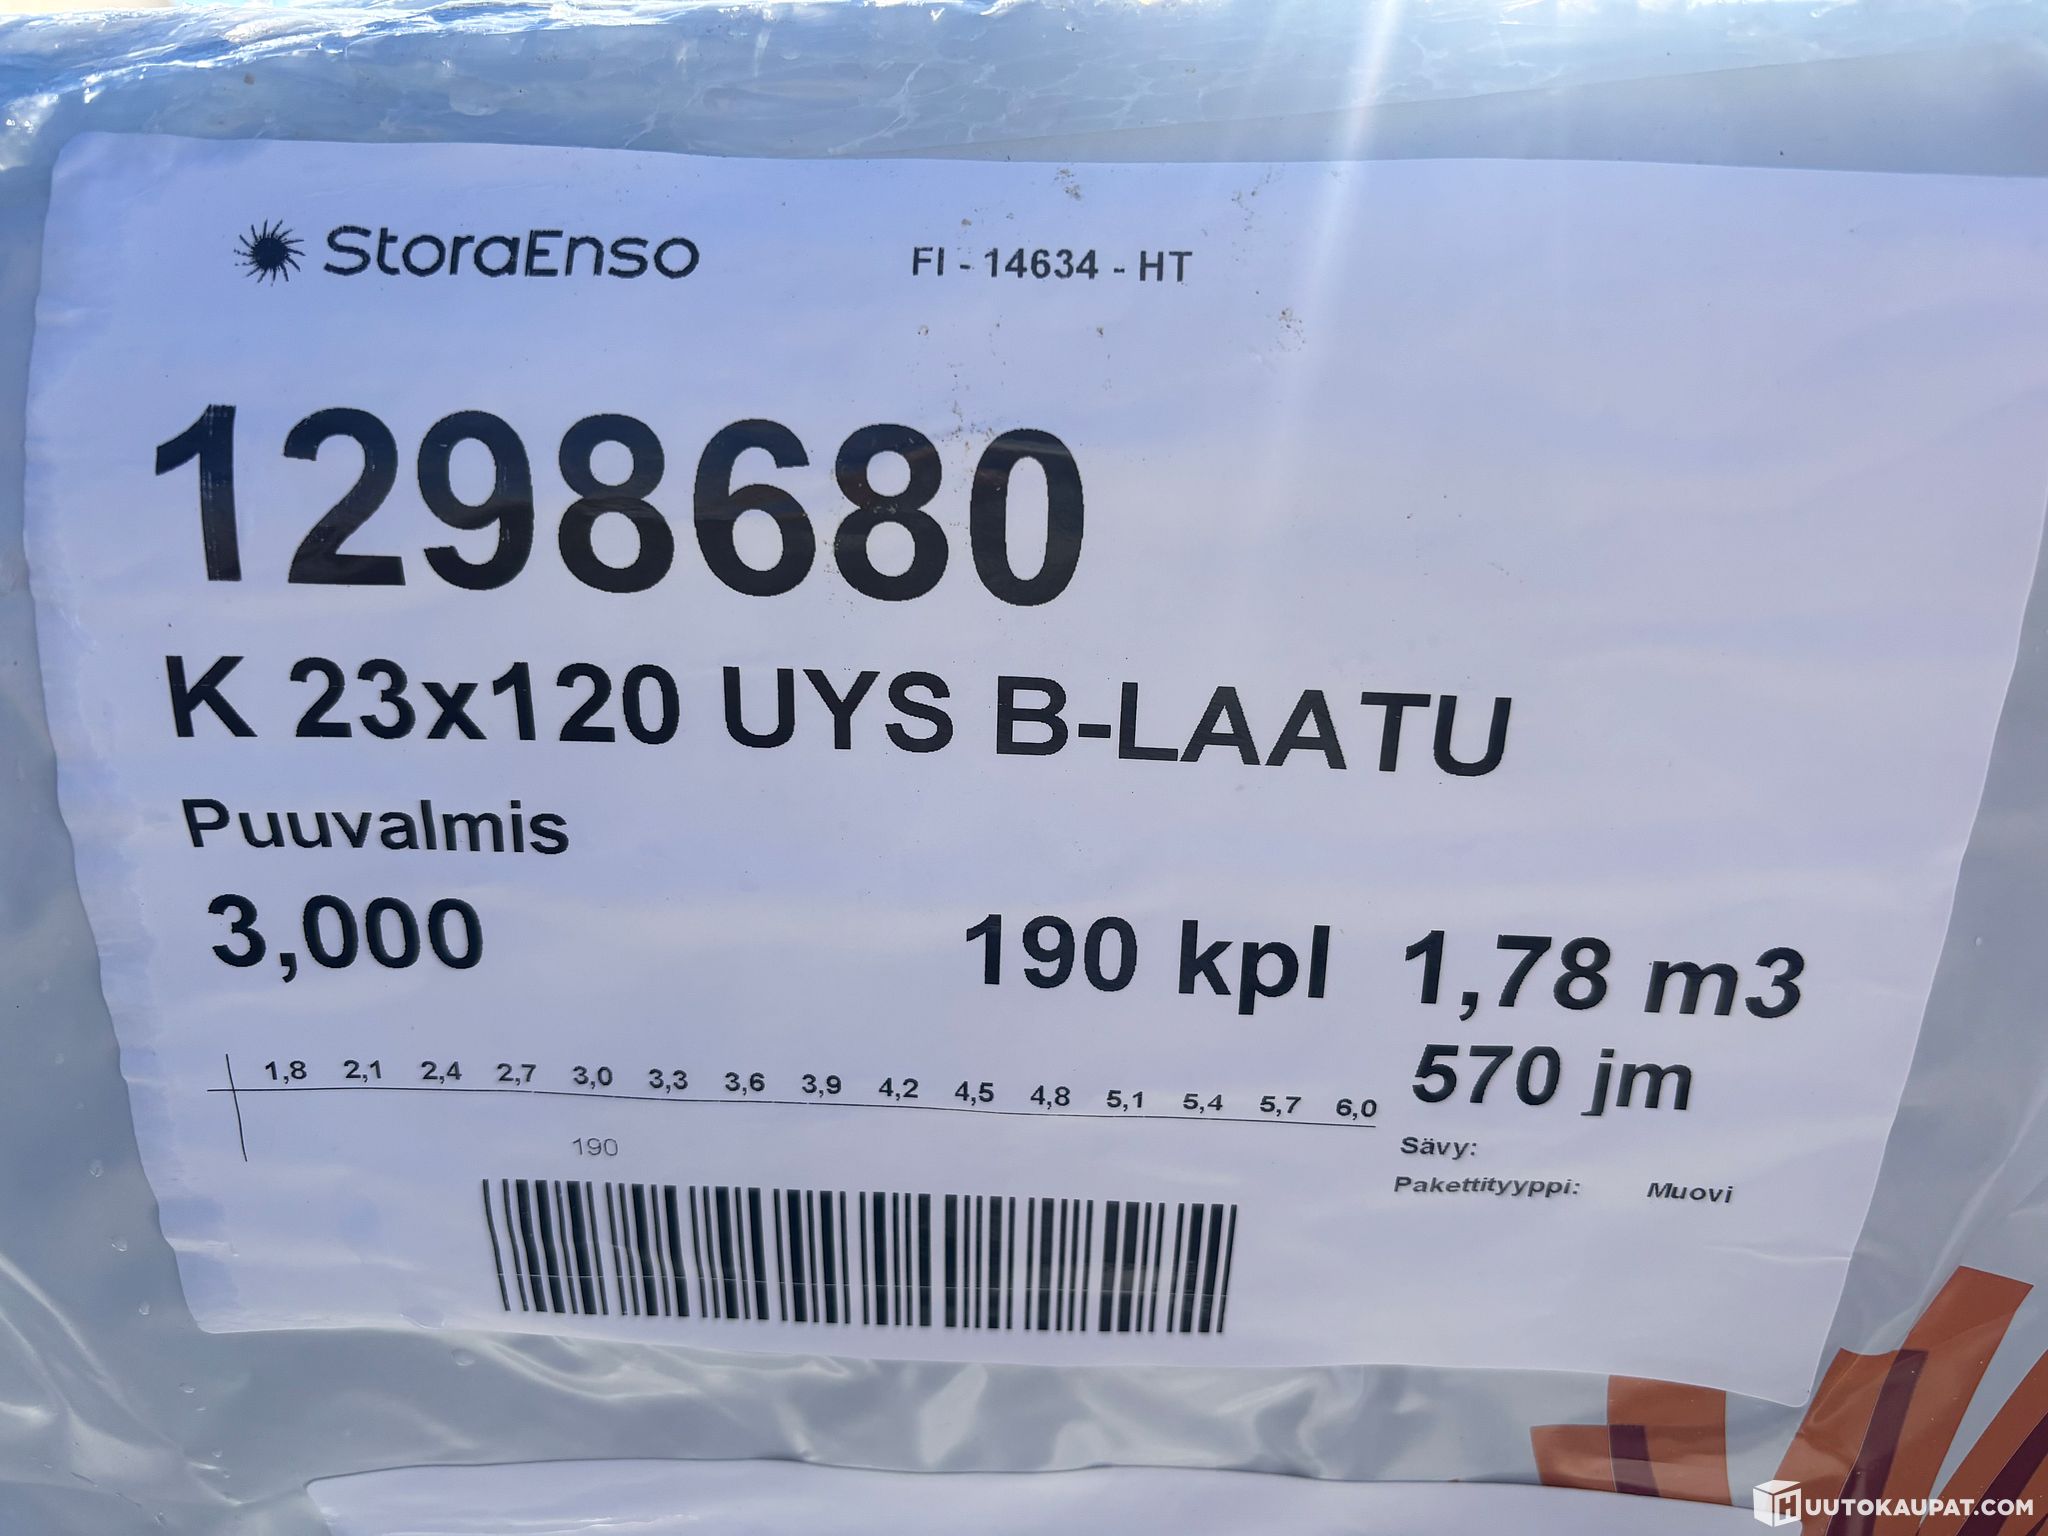 StoraEnso
FI - 14634 - HT
1298680
K 23x120 UYS B-LAATU
Puuvalmis
3,000 190 kpl 1,78 m3
570 jm
1,8 2,1 2,4 2,7 3,0 3,3 3,6 3,9 4,2 4,5 4,8 5,1 5,4 5,7 6,0
190
Sävy:
Pakettityyppi: Muovi
HUUTOKAUPAT.COM